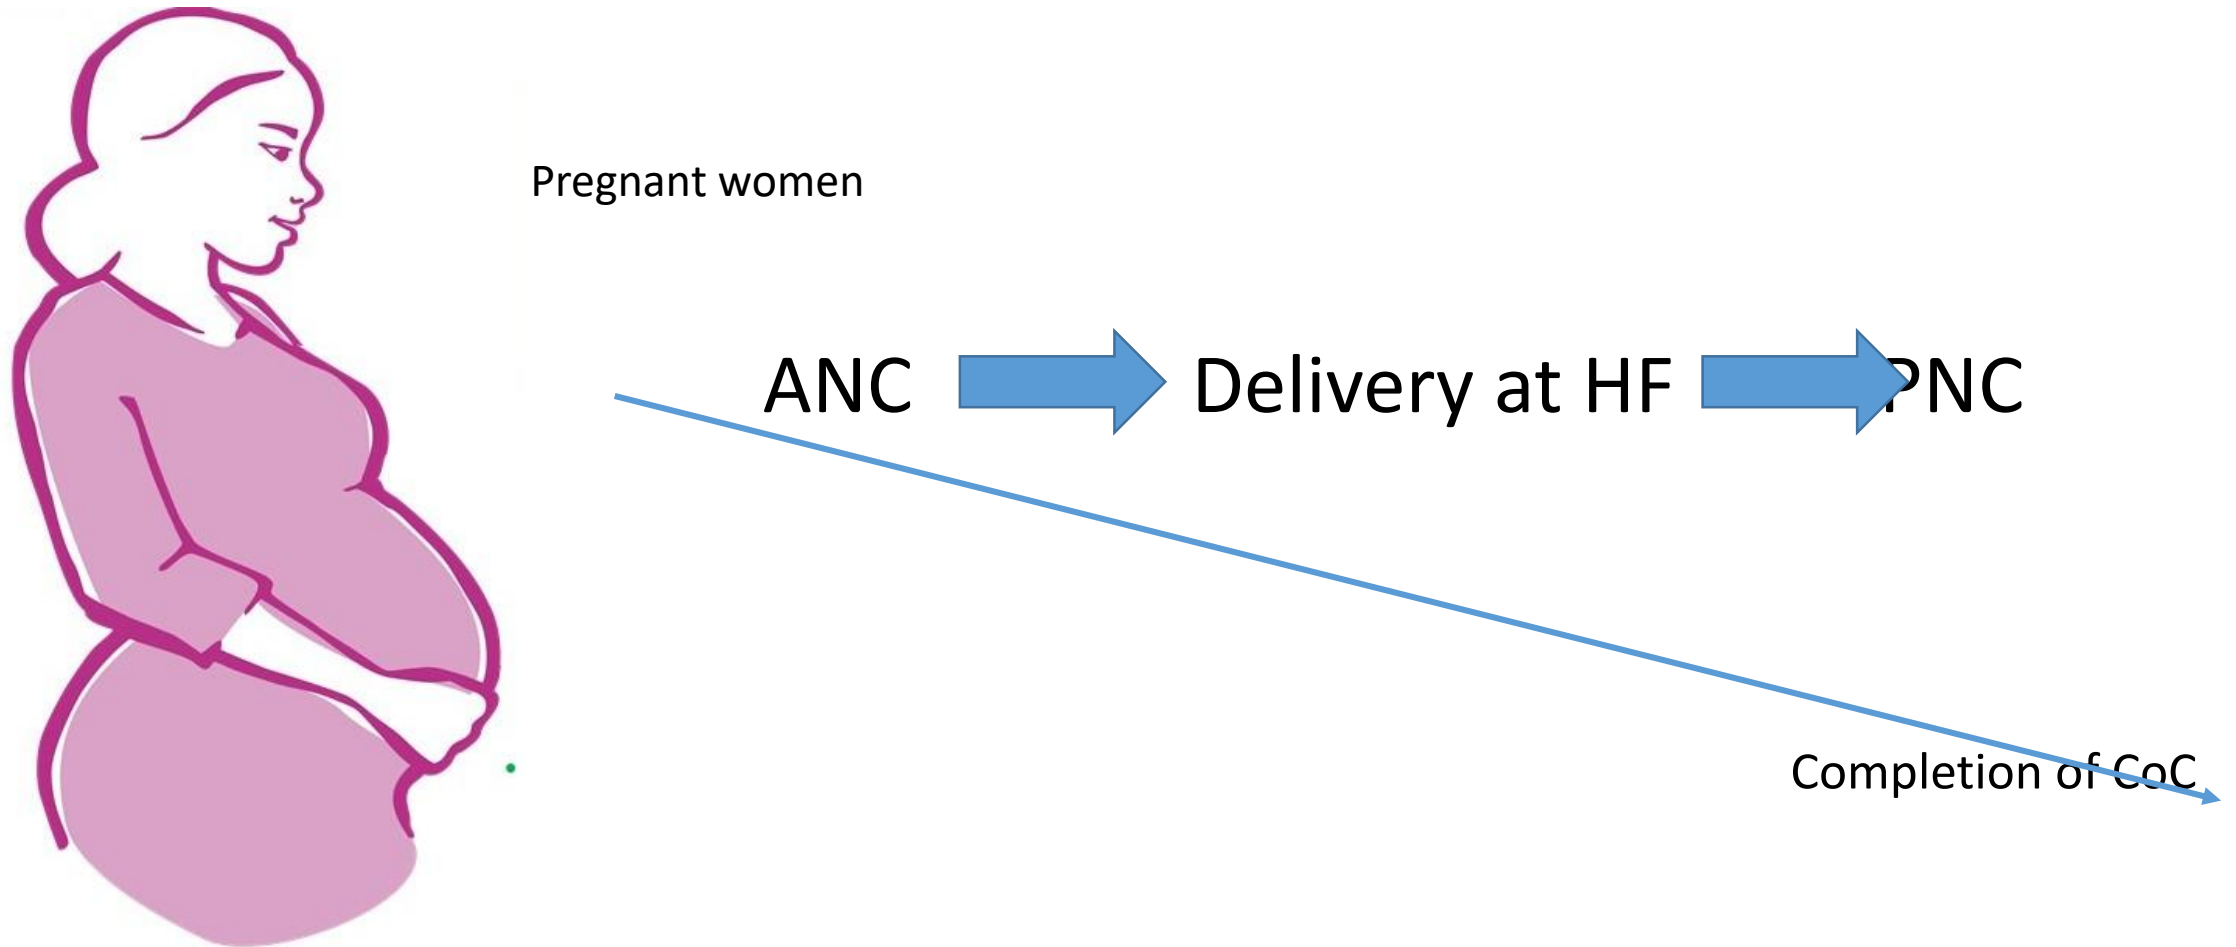 Pregnant women
ANC
Delivery at HF
PNC
Completion of CoC